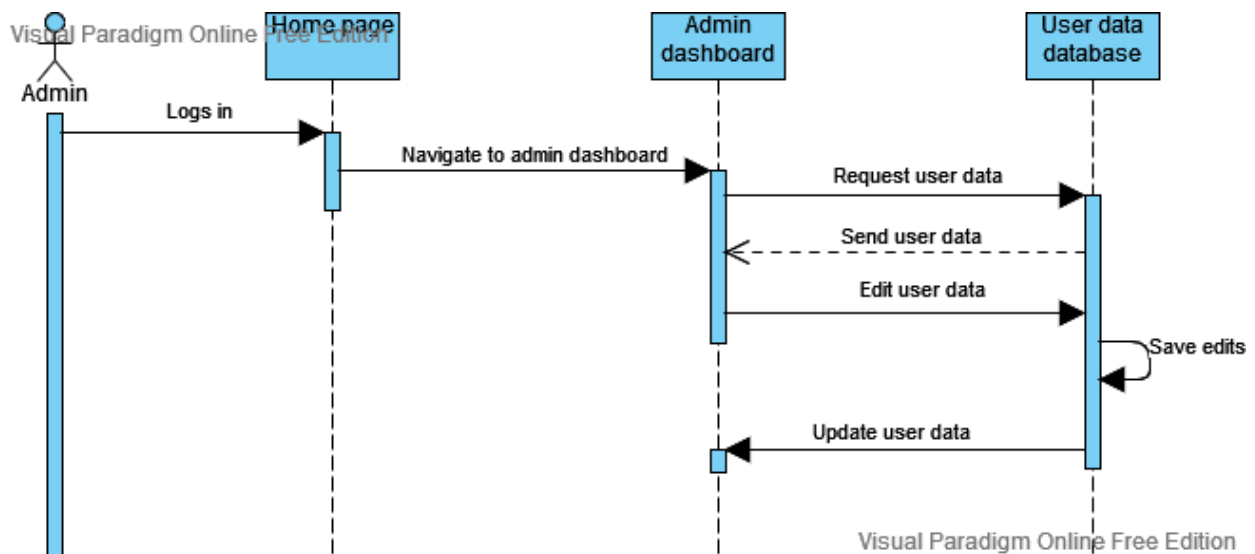 Visual Paradigm Online Free Edition
Home page
Admin
dashboard
User data
database
Admin
Logs in
Navigate to admin dashboard
Request user data
Send user data
Edit user data
Save edits
Update user data
Visual Paradigm Online Free Edition